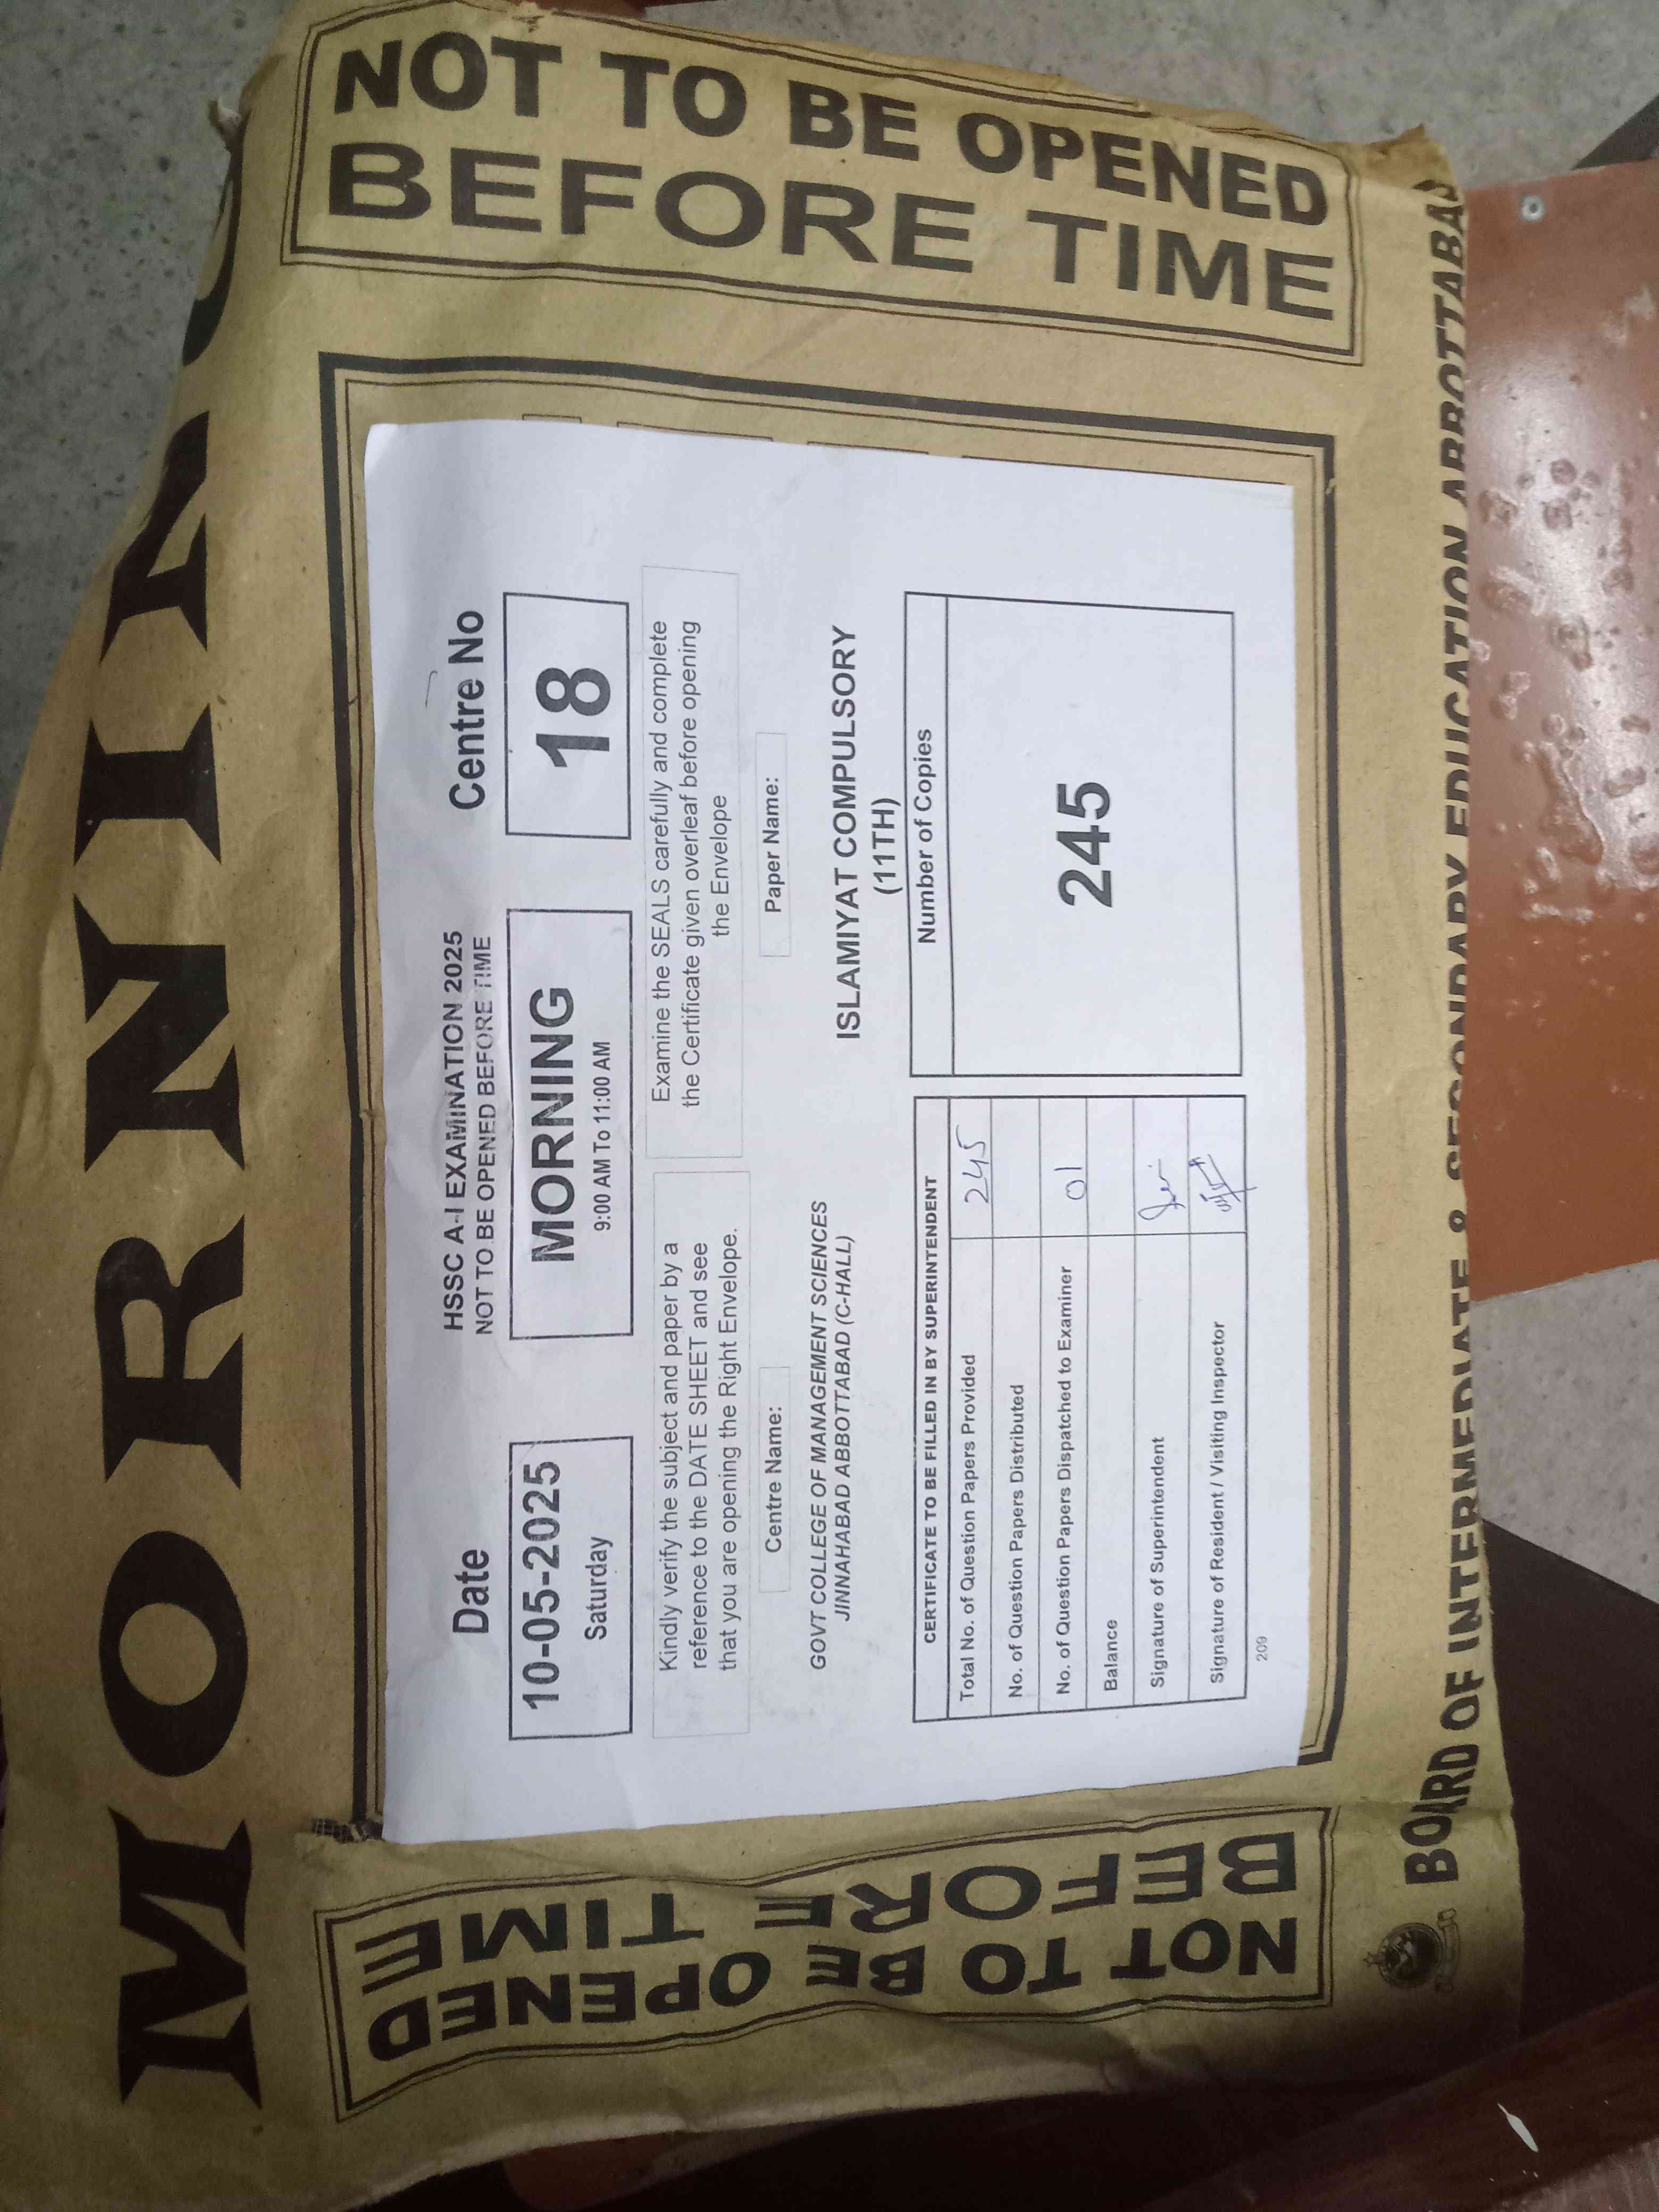 MORNING
NOT TO BE OPENED
BEFORE TIME
NOT TO BE OPENED
BEFORE TIME
Date
HSSC A-I EXAMINATION 2025
NOT TO BE OPENED BEFORE TIME
Centre No
10-05-2025
Saturday
MORNING
9:00 AM To 11:00 AM
18
Kindly verify the subject and paper by a
reference to the DATE SHEET and see
that you are opening the Right Envelope.
Examine the SEALS carefully and complete
the Certificate given overleaf before opening
the Envelope
Centre Name:
Paper Name:
GOVT COLLEGE OF MANAGEMENT SCIENCES
JINNAHABAD ABBOTTABAD (C-HALL)
ISLAMIYAT COMPULSORY
(11TH)
CERTIFICATE TO BE FILLED IN BY SUPERINTENDENT
Total No. of Question Papers Provided 245
No. of Question Papers Distributed
No. of Question Papers Dispatched to Examiner 01
Balance
Signature of Superintendent
Signature of Resident / Visiting Inspector
Number of Copies
245
209
BOARD OF INTERMEDIATE & SECONDARY EDUCATION ABBOTTABAD